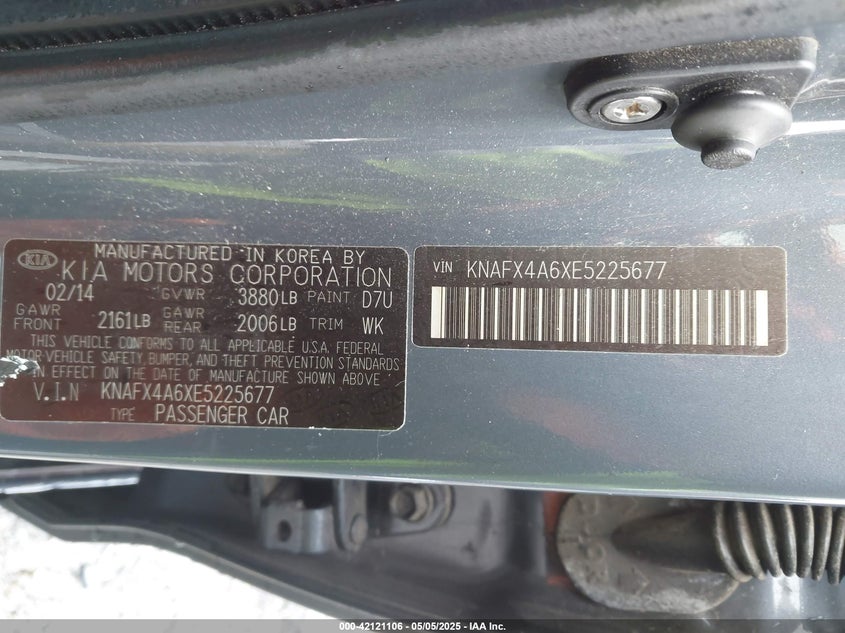 KIA
MANUFACTURED IN KOREA BY
KIA MOTORS CORPORATION
02/14 GVWR 3880LB PAINT D7U
GAWR FRONT 2161LB GAWR REAR 2006LB TRIM WK
THIS VEHICLE CONFORMS TO ALL APPLICABLE U.S.A. FEDERAL
MOTOR-VEHICLE SAFETY, BUMPER, AND THEFT PREVENTION STANDARDS
IN EFFECT ON THE DATE OF MANUFACTURE SHOWN ABOVE
V.I.N KNAFX4A6XE5225677
TYPE PASSENGER CAR
VIN KNAFX4A6XE5225677
000-42121106 - 05/05/2025 - IAA Inc.